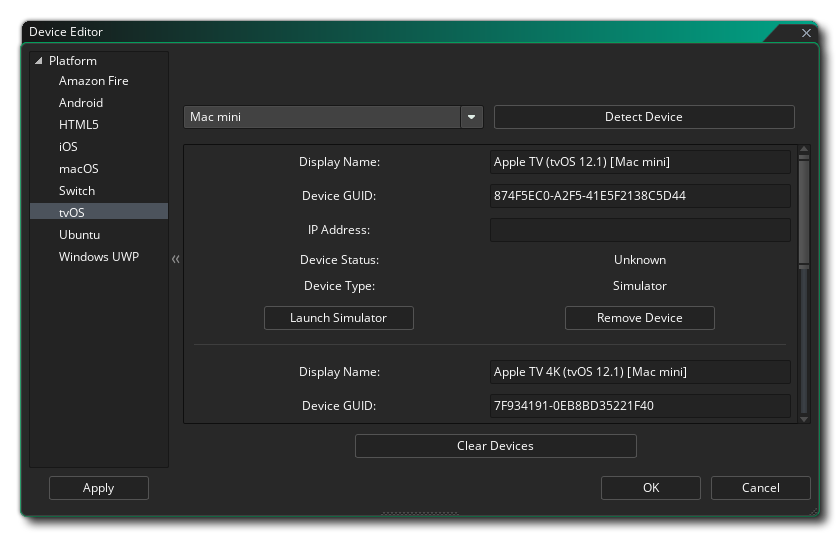 Device Editor
Platform
Amazon Fire
Android
HTML5
iOS
macOS
Switch
tvOS
Ubuntu
Windows UWP
Mac mini
Detect Device
Display Name: Apple TV (tvOS 12.1) [Mac mini]
Device GUID: 874F5EC0-A2F5-41E5F2138C5D44
IP Address:
Device Status: Unknown
Device Type: Simulator
Launch Simulator Remove Device
Display Name: Apple TV 4K (tvOS 12.1) [Mac mini]
Device GUID: 7F934191-0EB8BD35221F40
Clear Devices
Apply OK Cancel